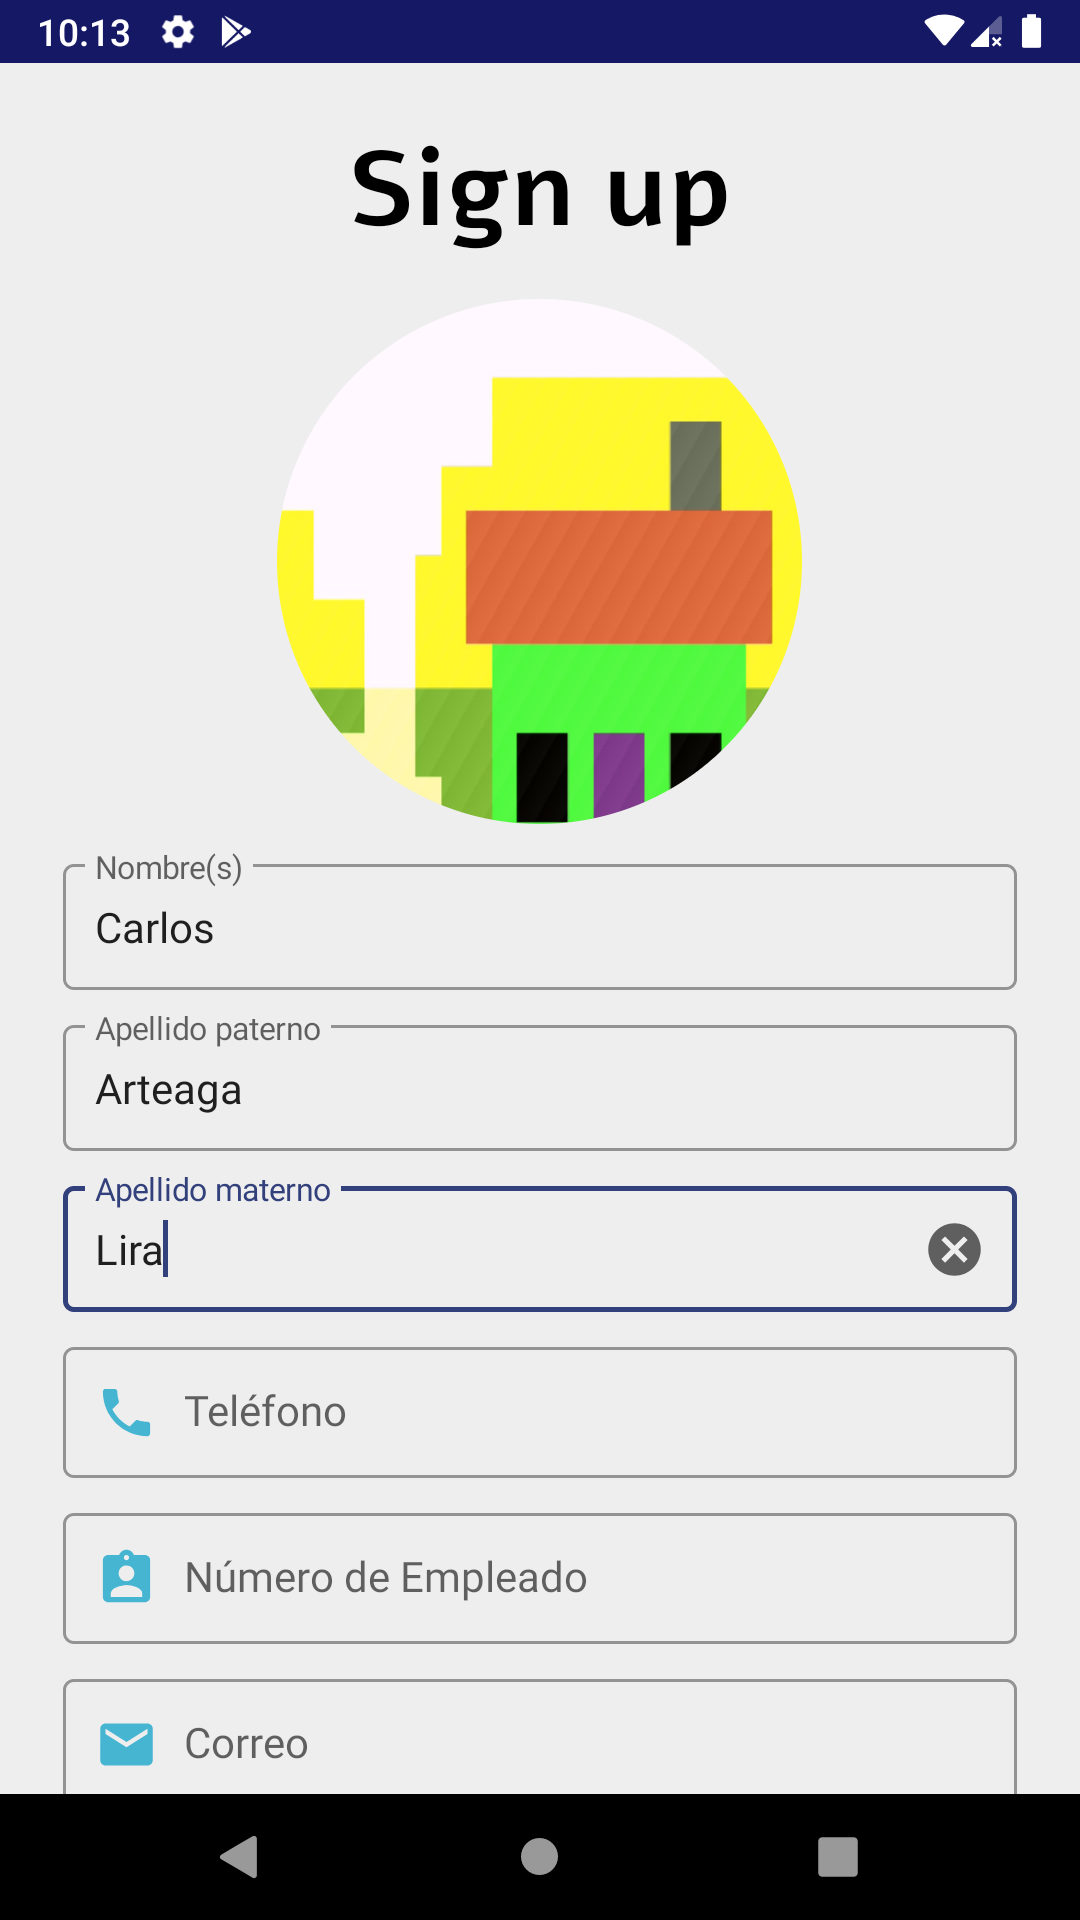 10:13
Sign up
Nombre(s)
Carlos
Apellido paterno
Arteaga
Apellido materno
Lira
Teléfono
Número de Empleado
Correo